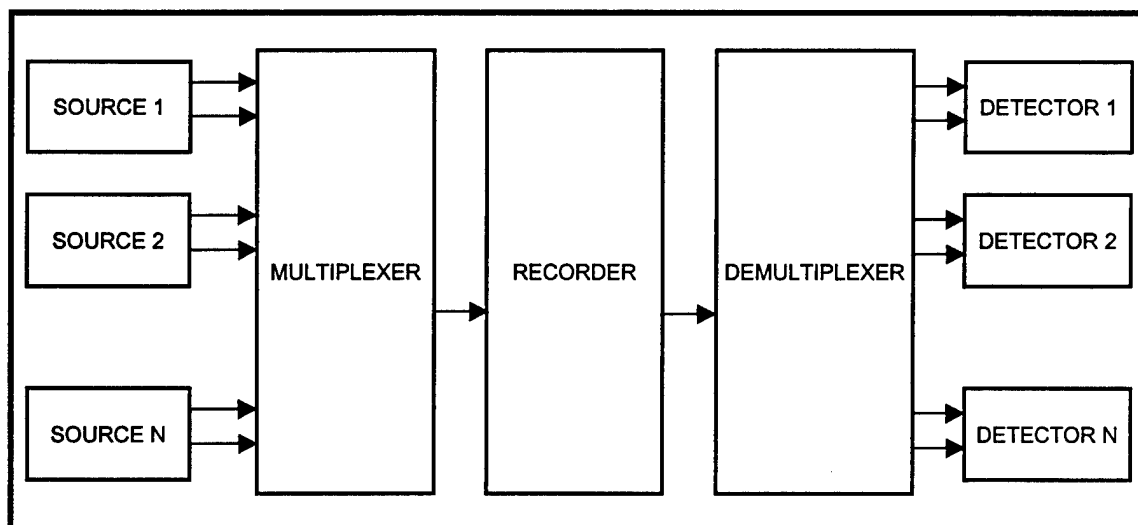 SOURCE 1
SOURCE 2
SOURCE N
MULTIPLEXER
RECORDER
DEMULTIPLEXER
DETECTOR 1
DETECTOR 2
DETECTOR N